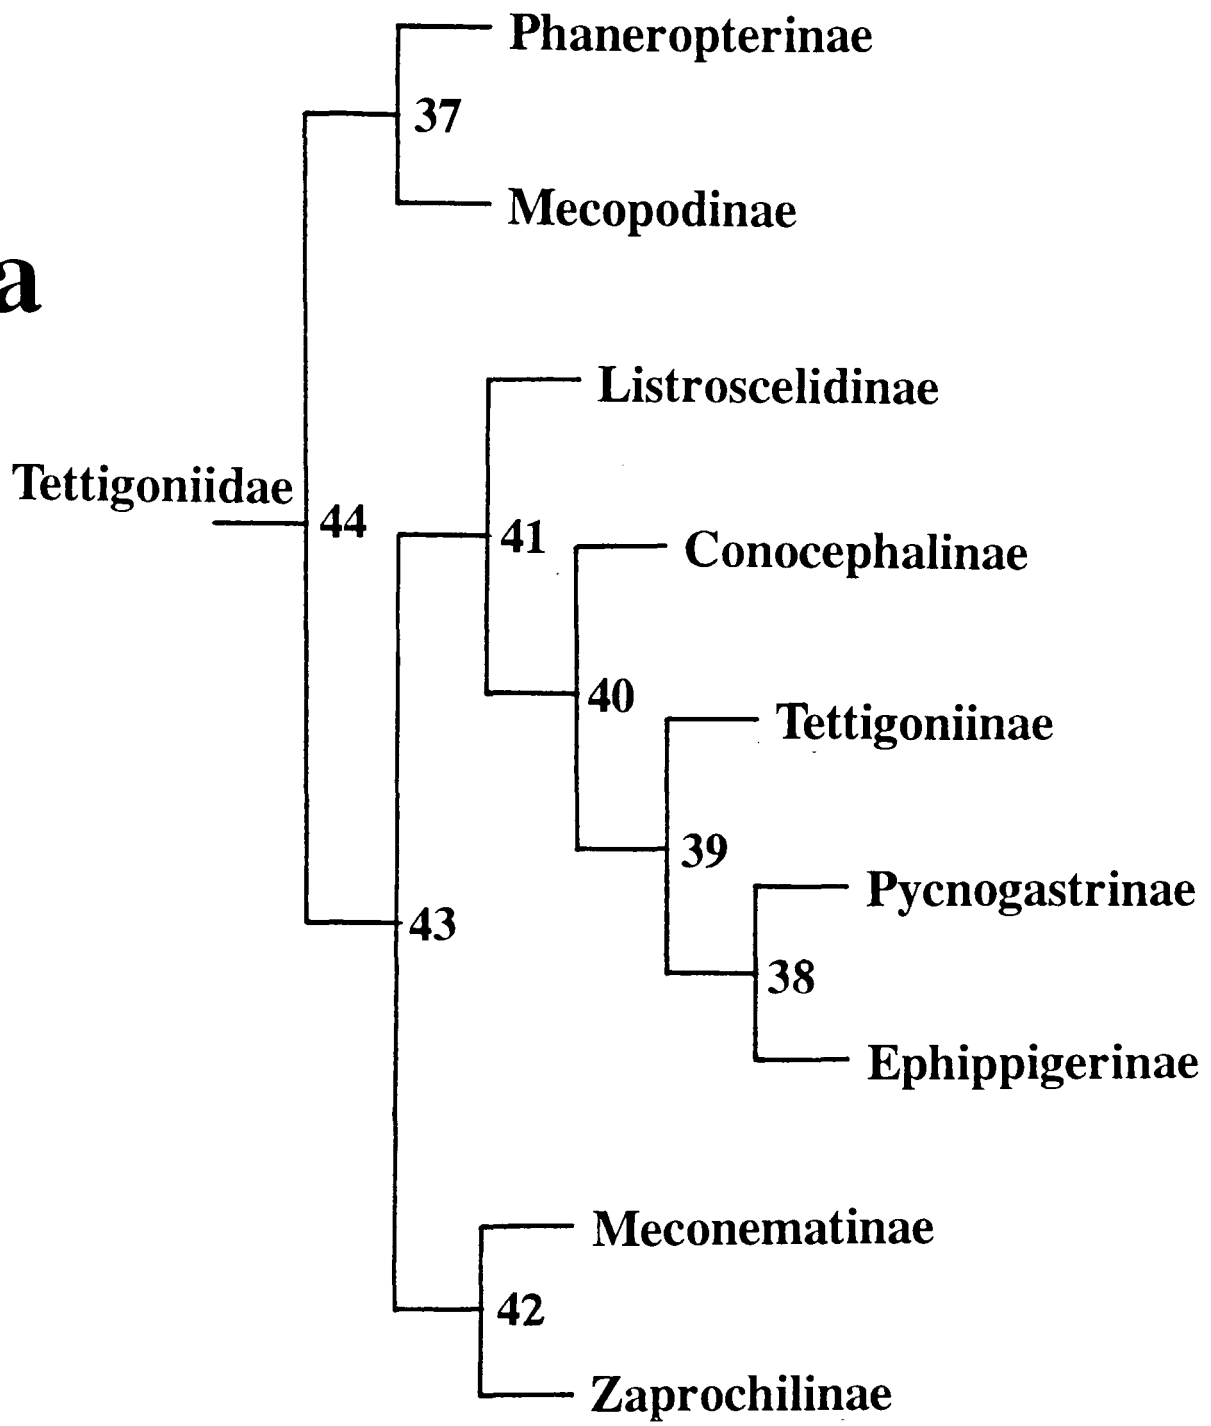 Phaneropterinae
37
Mecopodinae
a
Listroscelidinae
Tettigoniidae
44
41
Conocephalinae
40
Tettigoniinae
39
Pycnogastrinae
43
38
Ephippigerinae
Meconematinae
42
Zaprochilinae